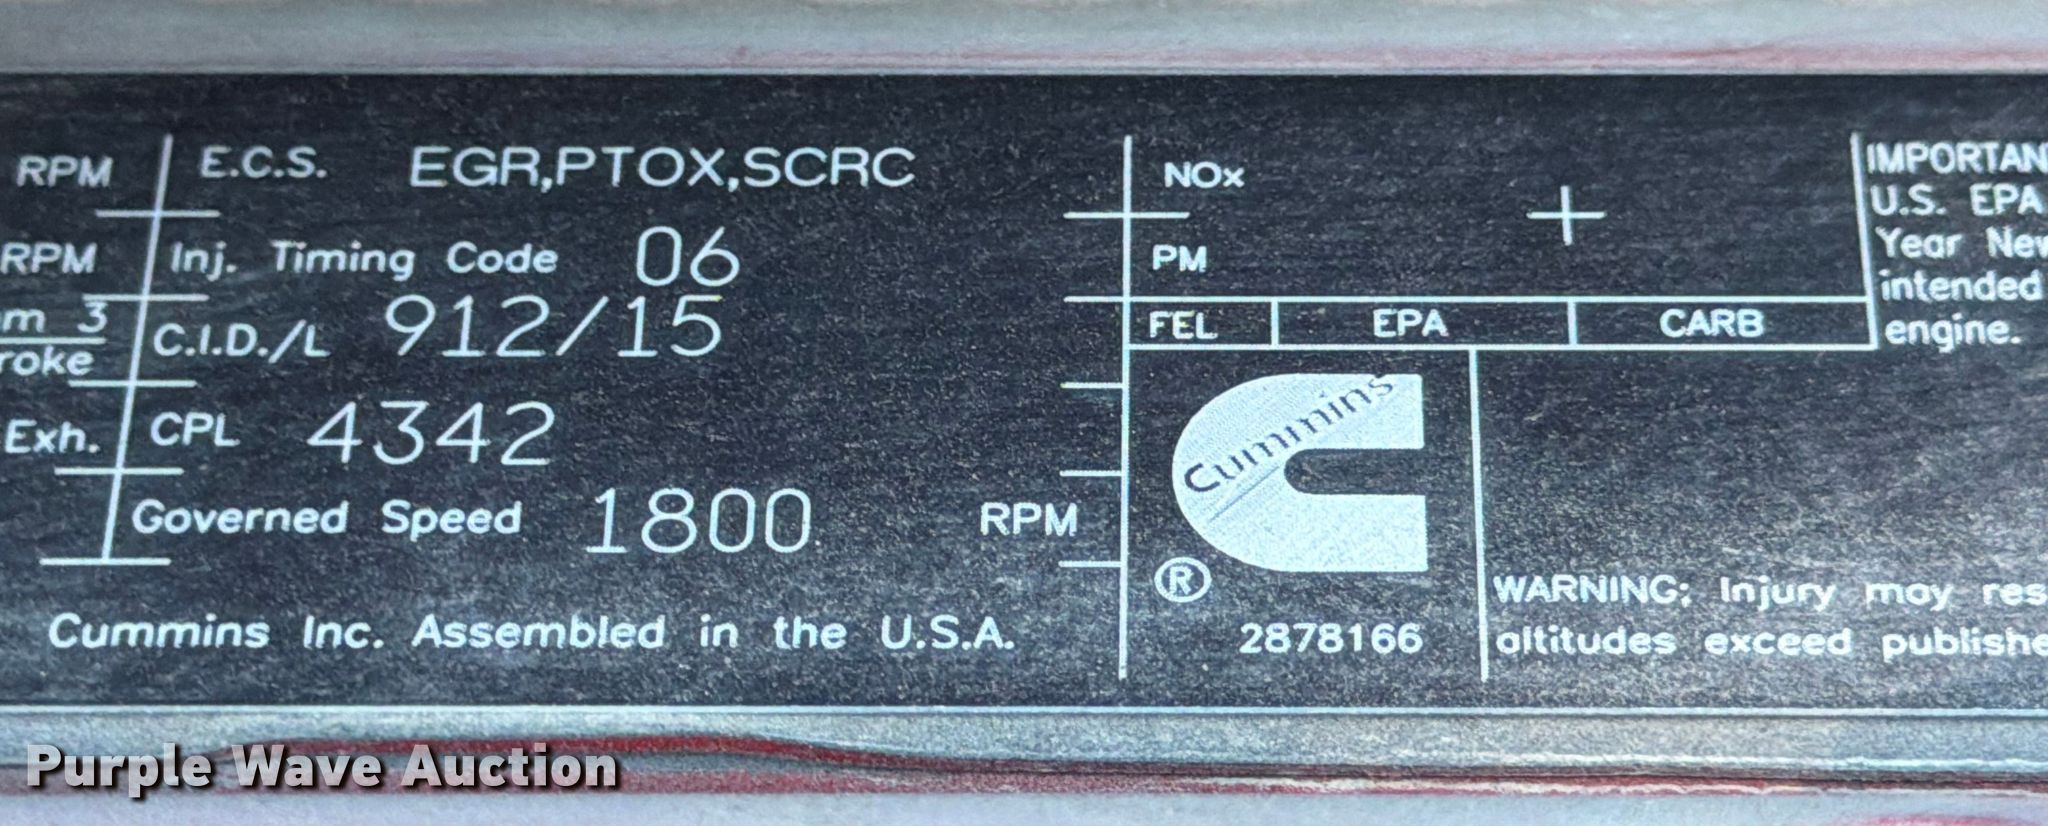 RPM
E.C.S. EGR,PTOX,SCRC
NOx
IMPORTAN
U.S. EPA
RPM
Inj. Timing Code 06
PM
Year New
intended
m 3
roke
C.I.D./L 912/15
FEL EPA CARB
engine.
Exh.
CPL 4342
Cummins
Governed Speed 1800 RPM
®
WARNING: Injury may res
Cummins Inc. Assembled in the U.S.A.
2878166
altitudes exceed publishe
Purple Wave Auction